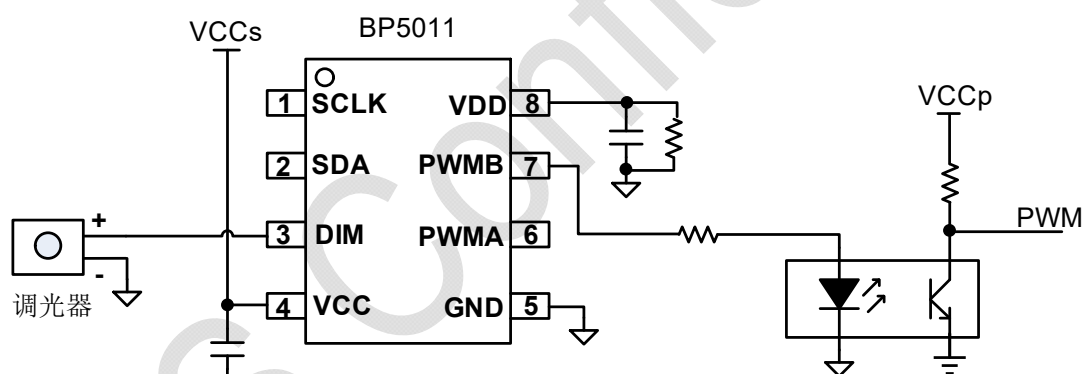 VCCs
BP5011
1 SCLK
VDD 8
VCCp
2 SDA
PWMB 7
+
3 DIM
PWMA 6
PWM
-
调光器
4 VCC
GND 5
s Confi